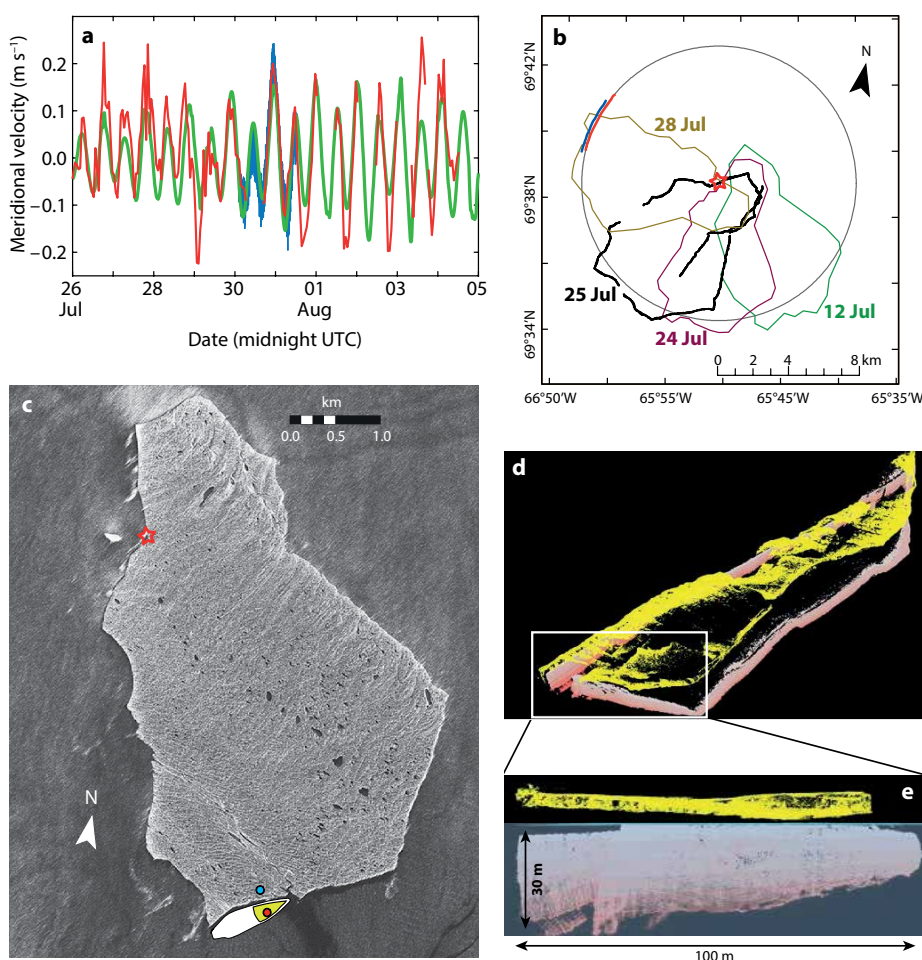 a
Meridional velocity (m s⁻¹)
0.2
0.1
0.0
−0.1
−0.2
26 28 30 01 03 05
Jul Aug
Date (midnight UTC)
b
N
69°42'N
69°38'N
69°34'N
28 Jul
25 Jul
24 Jul
12 Jul
0 2 4 8 km
66°50'W 65°55'W 65°45'W 65°35'W
c
km
0.0 0.5 1.0
N
d
e
30 m
100 m